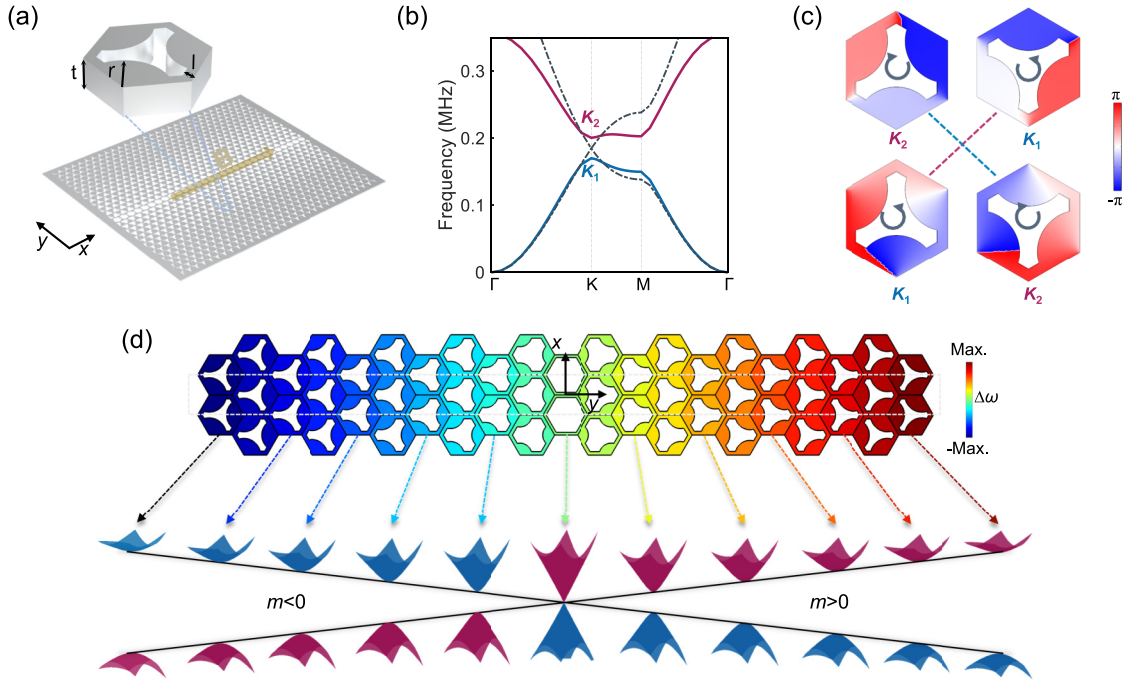 (a)
t
r
l
B
y
x
(b)
Frequency (MHz)
0.3
0.2
0.1
0
K₂
K₁
Γ
K
M
Γ
(c)
K₂
K₁
K₁
K₂
π
-π
(d)
x
y
Max.
Δω
-Max.
m<0
m>0